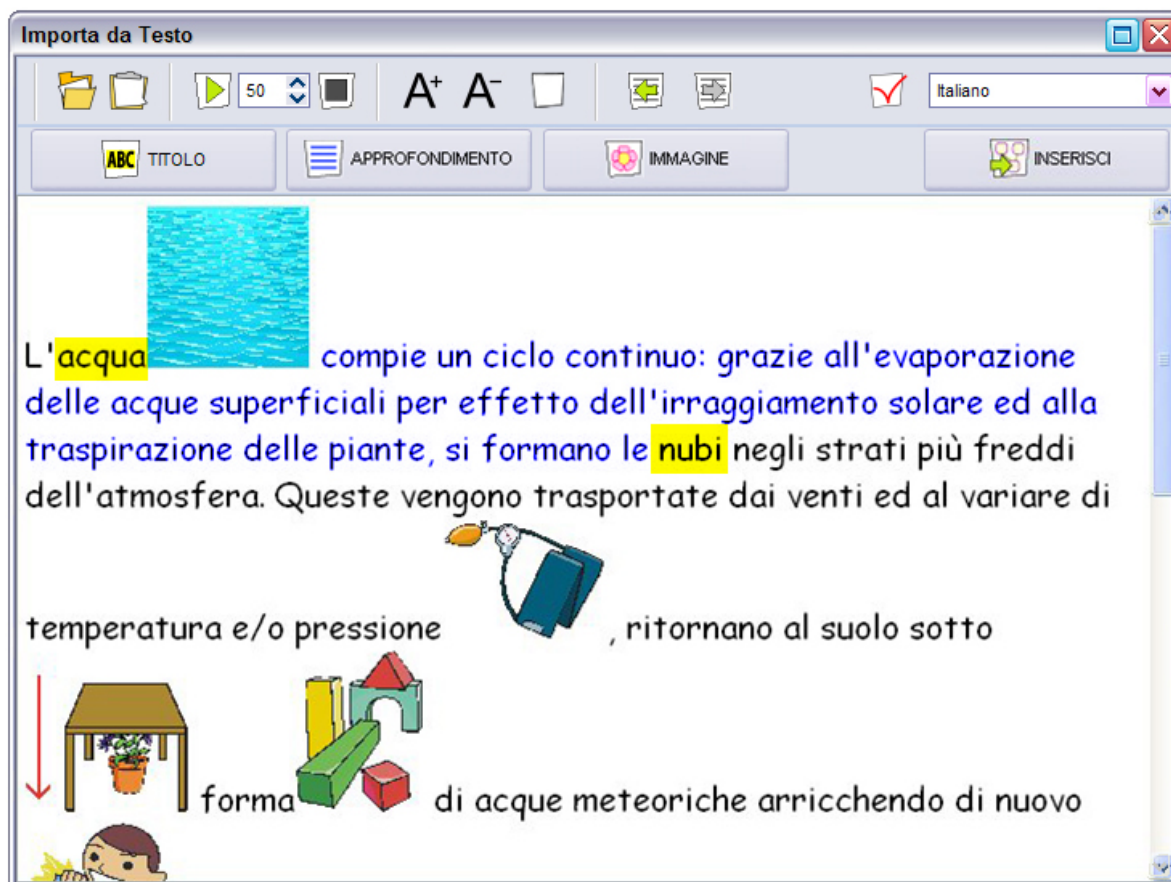 Importa da Testo
50 A+ A- Italiano
ABC TITOLO APPROFONDIMENTO IMMAGINE INSERISCI
L'acqua compie un ciclo continuo: grazie all'evaporazione
delle acque superficiali per effetto dell'irraggiamento solare ed alla
traspirazione delle piante, si formano le nubi negli strati più freddi
dell'atmosfera. Queste vengono trasportate dai venti ed al variare di
temperatura e/o pressione , ritornano al suolo sotto
forma di acque meteoriche arricchendo di nuovo